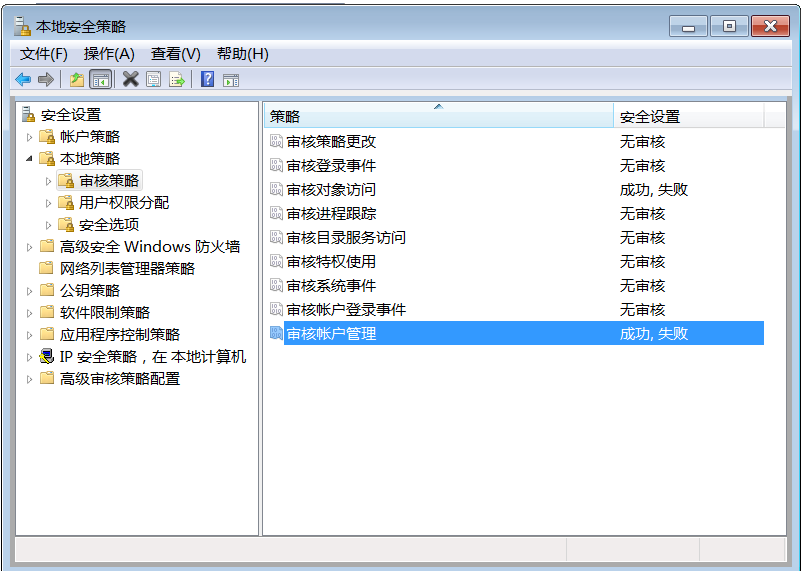 本地安全策略
文件(F) 操作(A) 查看(V) 帮助(H)
安全设置
帐户策略
本地策略
审核策略
用户权限分配
安全选项
高级安全 Windows 防火墙
网络列表管理器策略
公钥策略
软件限制策略
应用程序控制策略
IP 安全策略，在 本地计算机
高级审核策略配置
策略 安全设置
审核策略更改 无审核
审核登录事件 无审核
审核对象访问 成功, 失败
审核进程跟踪 无审核
审核目录服务访问 无审核
审核特权使用 无审核
审核系统事件 无审核
审核帐户登录事件 无审核
审核帐户管理 成功, 失败